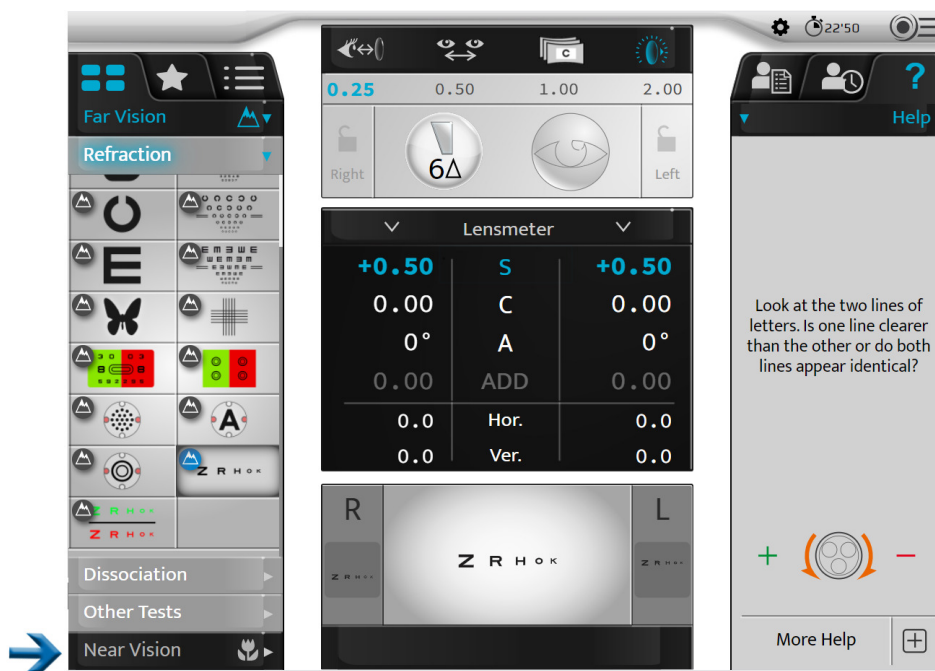 22'50
Far Vision
Refraction
Z R H O K
Z R H O K
Z R H O K
Dissociation
Other Tests
Near Vision
C
0.25 0.50 1.00 2.00
Right
6Δ
Left
Lensmeter
+0.50 S +0.50
0.00 C 0.00
0° A 0°
0.00 ADD 0.00
0.0 Hor. 0.0
0.0 Ver. 0.0
R
L
Z R H O K
Z R H O K
Z R H O K
?
Help
Look at the two lines of
letters. Is one line clearer
than the other or do both
lines appear identical?
+ −
More Help